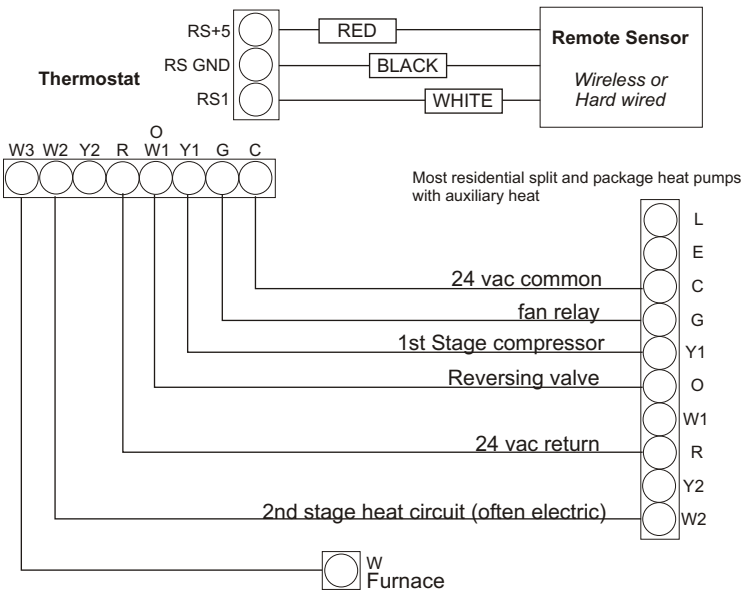 RS+5
RED
Remote Sensor
RS GND
BLACK
Wireless or
Hard wired
Thermostat
RS1
WHITE
O
W3 W2 Y2 R W1 Y1 G C
Most residential split and package heat pumps
with auxiliary heat
L
E
24 vac common
C
fan relay
G
1st Stage compressor
Y1
Reversing valve
O
W1
24 vac return
R
Y2
2nd stage heat circuit (often electric)
W2
W
Furnace